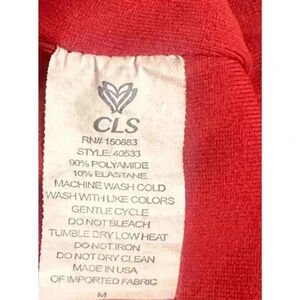 CLS
RN# 150883
STYLE: 40533
90% POLYAMIDE
10% ELASTANE
MACHINE WASH COLD
WASH WITH LIKE COLORS
GENTLE CYCLE
DO NOT BLEACH
TUMBLE DRY LOW HEAT
DO NOT IRON
DO NOT DRY CLEAN
MADE IN USA
OF IMPORTED FABRIC
M